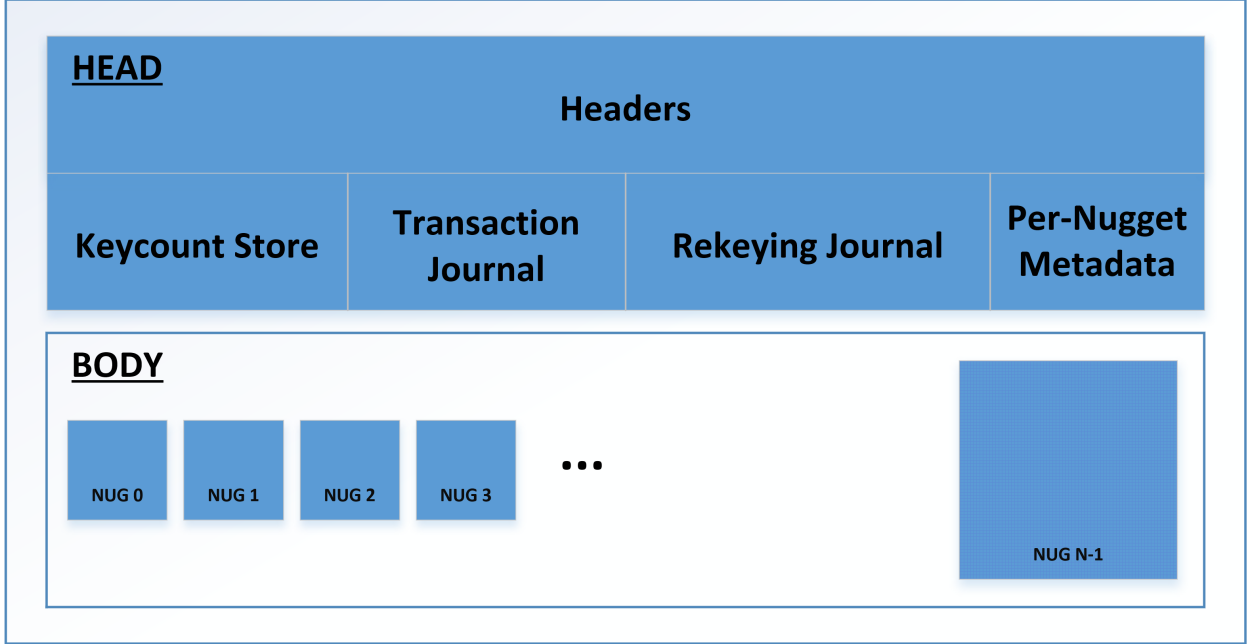 HEAD
Headers
Keycount Store
Transaction
Journal
Rekeying Journal
Per-Nugget
Metadata
BODY
NUG 0
NUG 1
NUG 2
NUG 3
...
NUG N-1